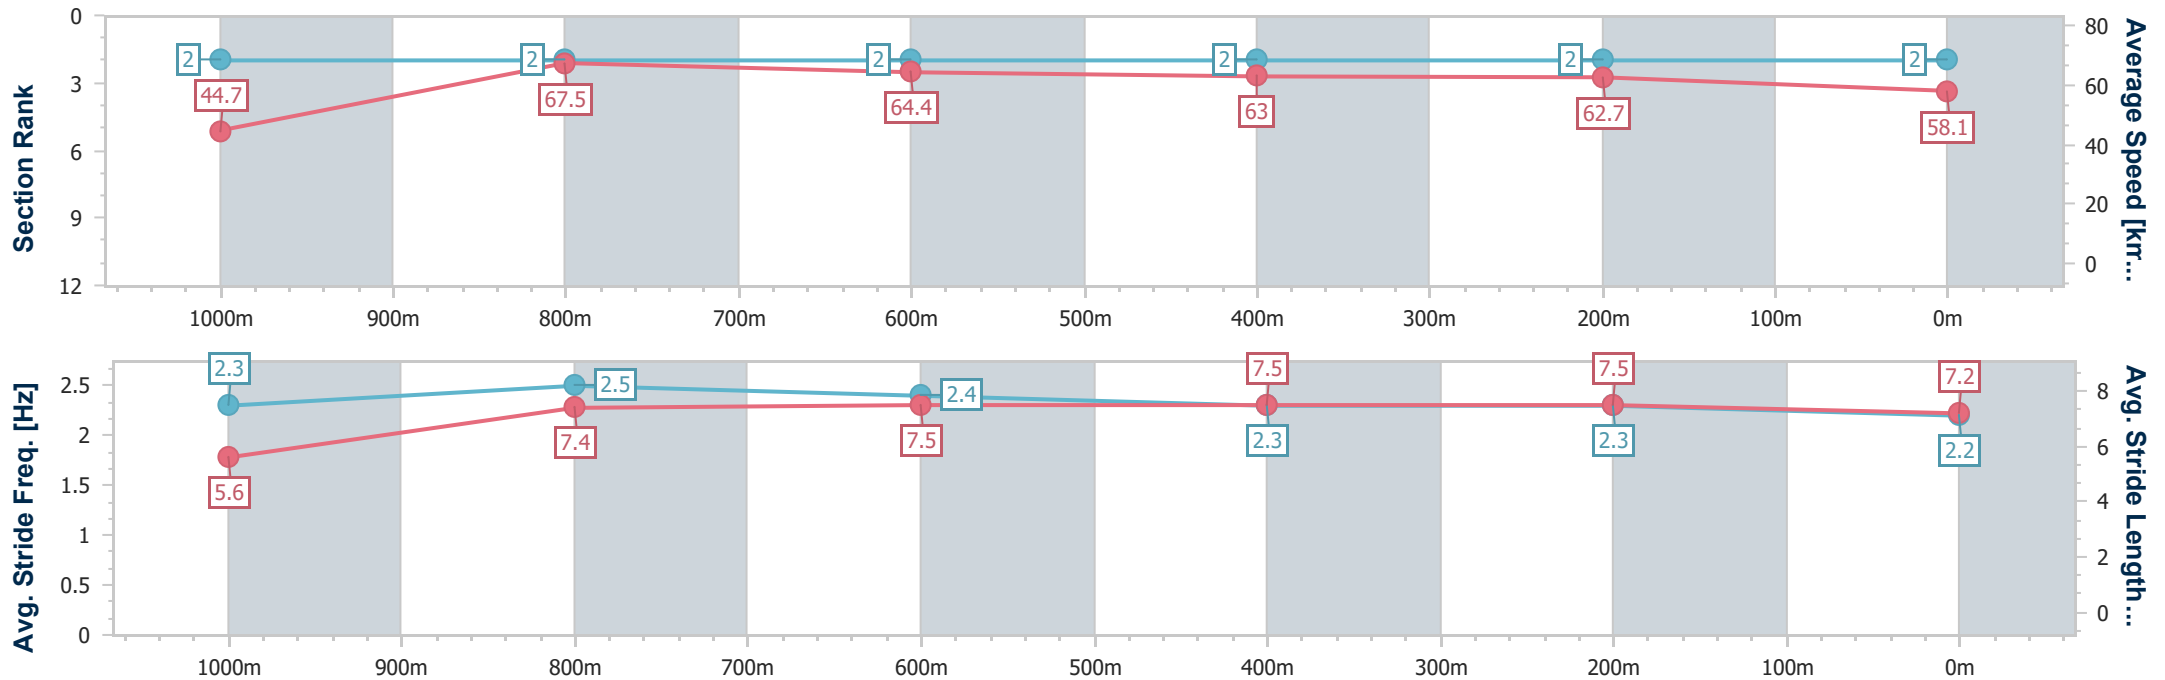 Section Rank
0
3
6
9
12
2
2
2
2
2
2
44.7
67.5
64.4
63
62.7
58.1
80
60
40
20
0
Average Speed [km...
1000m
900m
800m
700m
600m
500m
400m
300m
200m
100m
0m
Avg. Stride Freq. [Hz]
2.5
2
1.5
1
0.5
0
2.3
2.5
2.4
7.5
7.5
7.2
5.6
7.4
7.5
2.3
2.3
2.2
8
6
4
2
0
Avg. Stride Length...
1000m
900m
800m
700m
600m
500m
400m
300m
200m
100m
0m